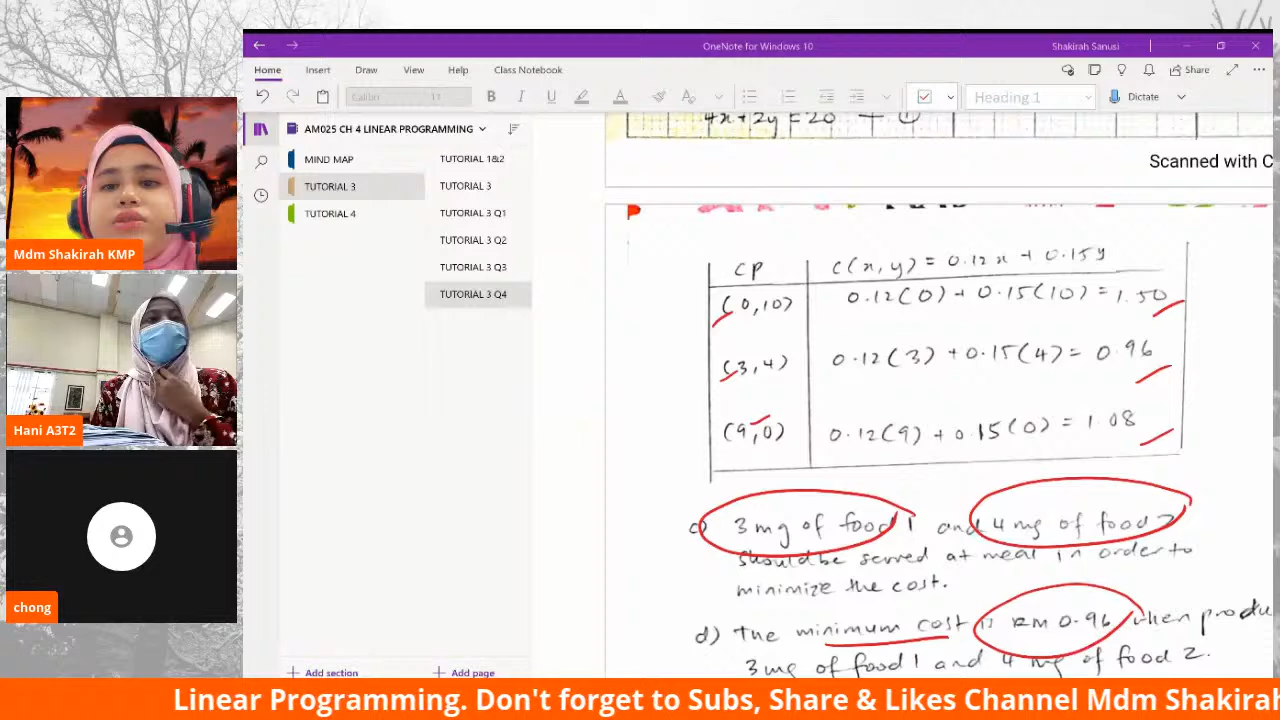 OneNote for Windows 10
Shakirah Sanusi
Home Insert Draw View Help Class Notebook
Share
Calibri 11
B I U A
Heading 1
Dictate
AM025 CH 4 LINEAR PROGRAMMING
MIND MAP
TUTORIAL 3
TUTORIAL 4
TUTORIAL 1&2
TUTORIAL 3
TUTORIAL 3 Q1
TUTORIAL 3 Q2
TUTORIAL 3 Q3
TUTORIAL 3 Q4
Add section
Add page
4x+2y=20 — ①
Scanned with C
CP C(x,y) = 0.12x + 0.15y
(0,10) 0.12(0) + 0.15(10) = 1.50
(3,4) 0.12(3) + 0.15(4) = 0.96
(9,0) 0.12(9) + 0.15(0) = 1.08
c) 3 mg of food 1 and 4 mg of food 2
should be served at meal in order to
minimize the cost.
d) The minimum cost is RM 0.96 when produ
3 mg of food 1 and 4 mg of food 2.
Mdm Shakirah KMP
Hani A3T2
chong
Linear Programming. Don't forget to Subs, Share & Likes Channel Mdm Shakirah